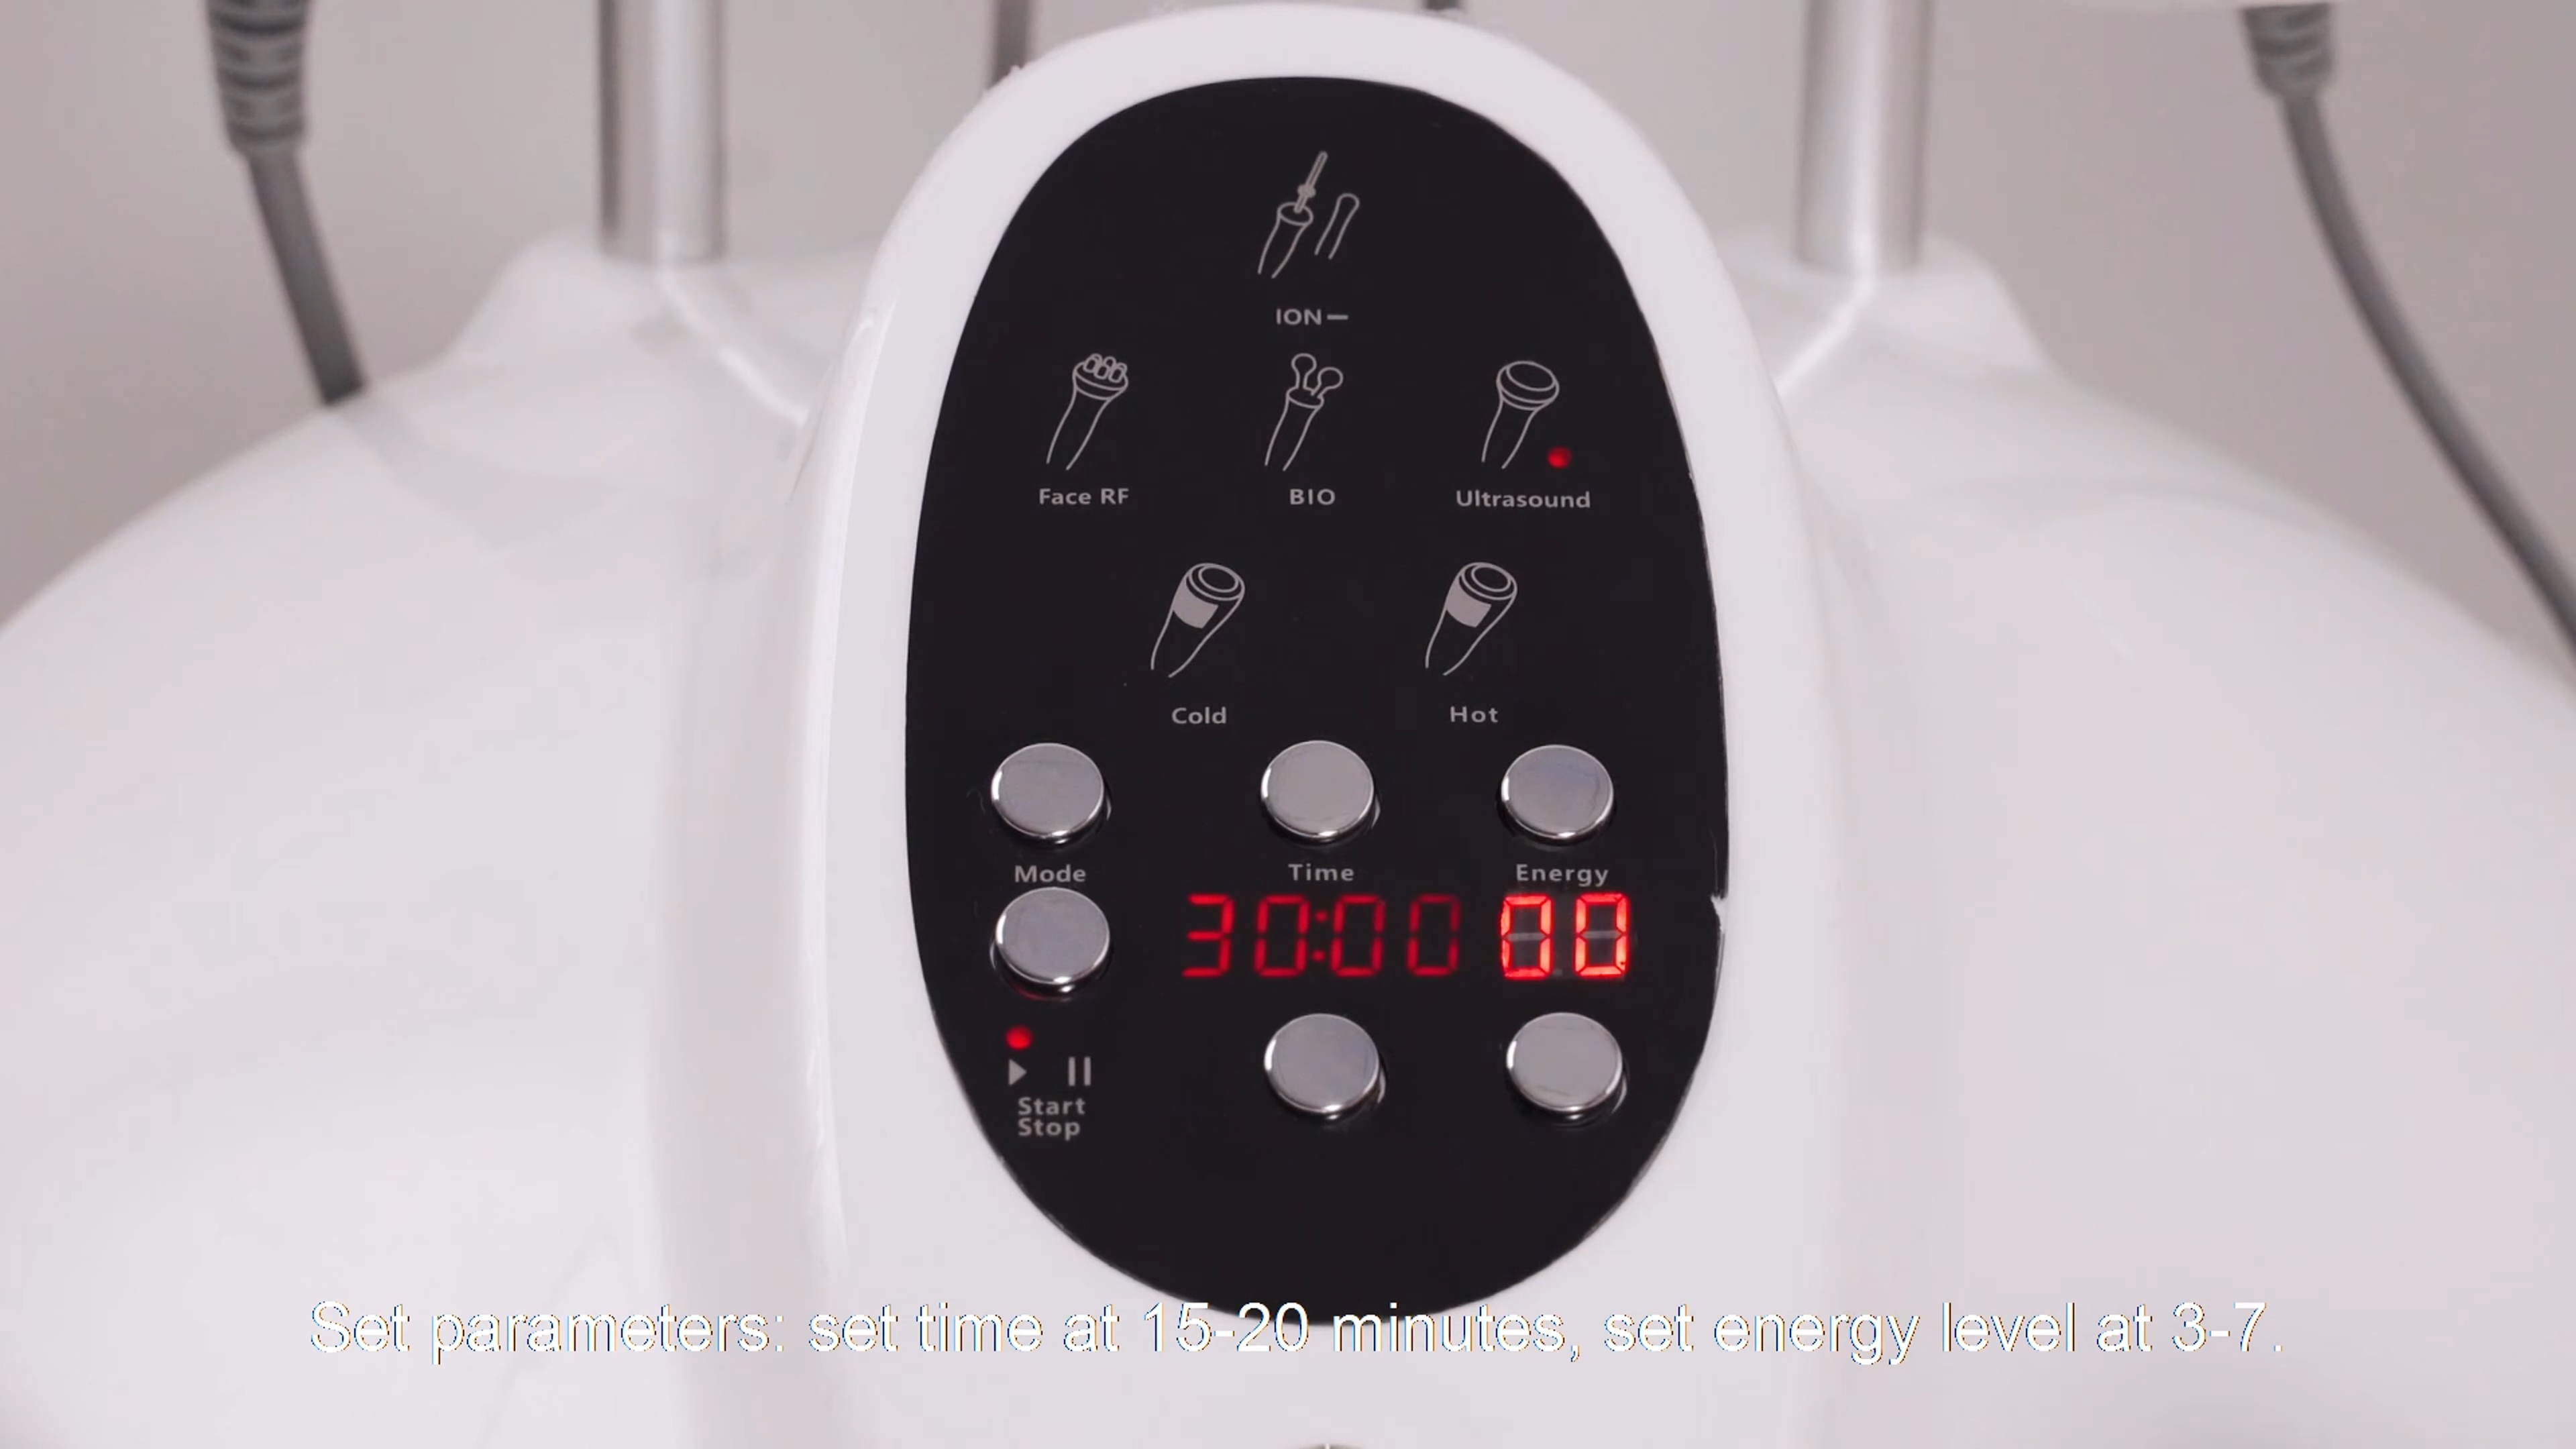 ION−
Face RF BIO Ultrasound
Cold Hot
Mode Time Energy
30:00 00
Start
Stop
Set parameters: set time at 15-20 minutes, set energy level at 3-7.